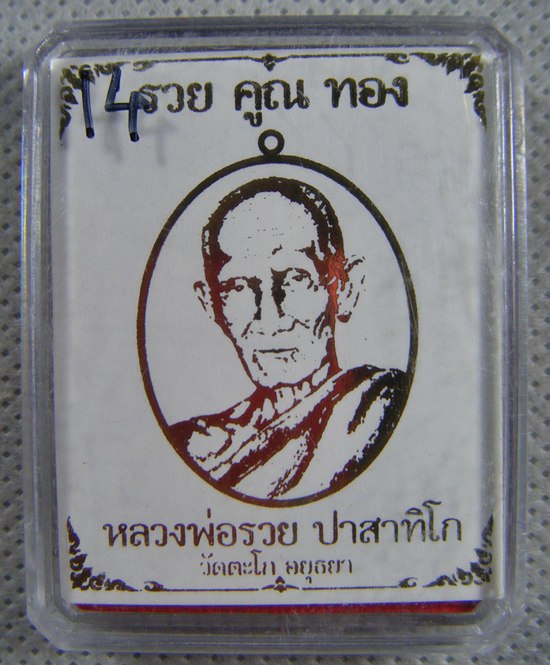 14
รวย คูณ ทอง
หลวงพ่อรวย ปาสาทิโก
วัดตะโก อยุธยา